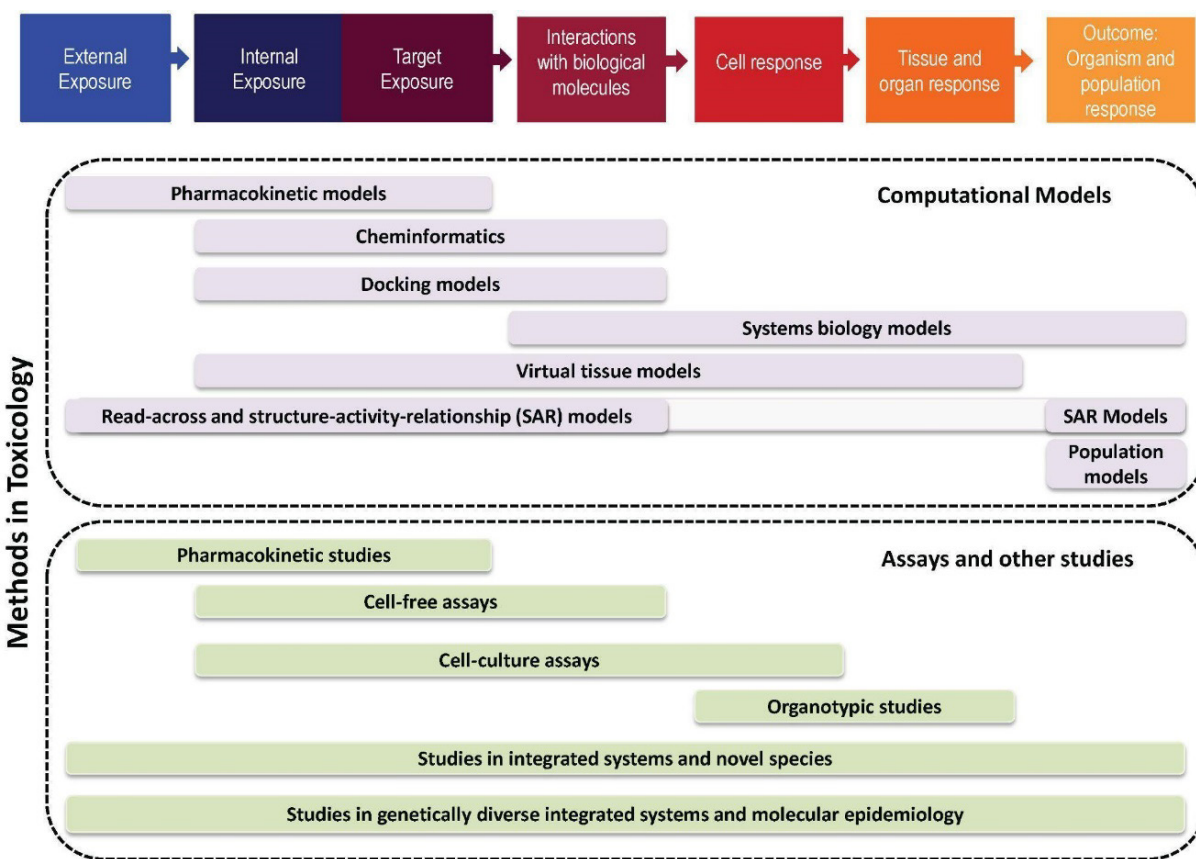 External
Exposure
Internal
Exposure
Target
Exposure
Interactions
with biological
molecules
Cell response
Tissue and
organ response
Outcome:
Organism and
population
response
Methods in Toxicology
Computational Models
Pharmacokinetic models
Cheminformatics
Docking models
Systems biology models
Virtual tissue models
Read-across and structure-activity-relationship (SAR) models
SAR Models
Population
models
Assays and other studies
Pharmacokinetic studies
Cell-free assays
Cell-culture assays
Organotypic studies
Studies in integrated systems and novel species
Studies in genetically diverse integrated systems and molecular epidemiology